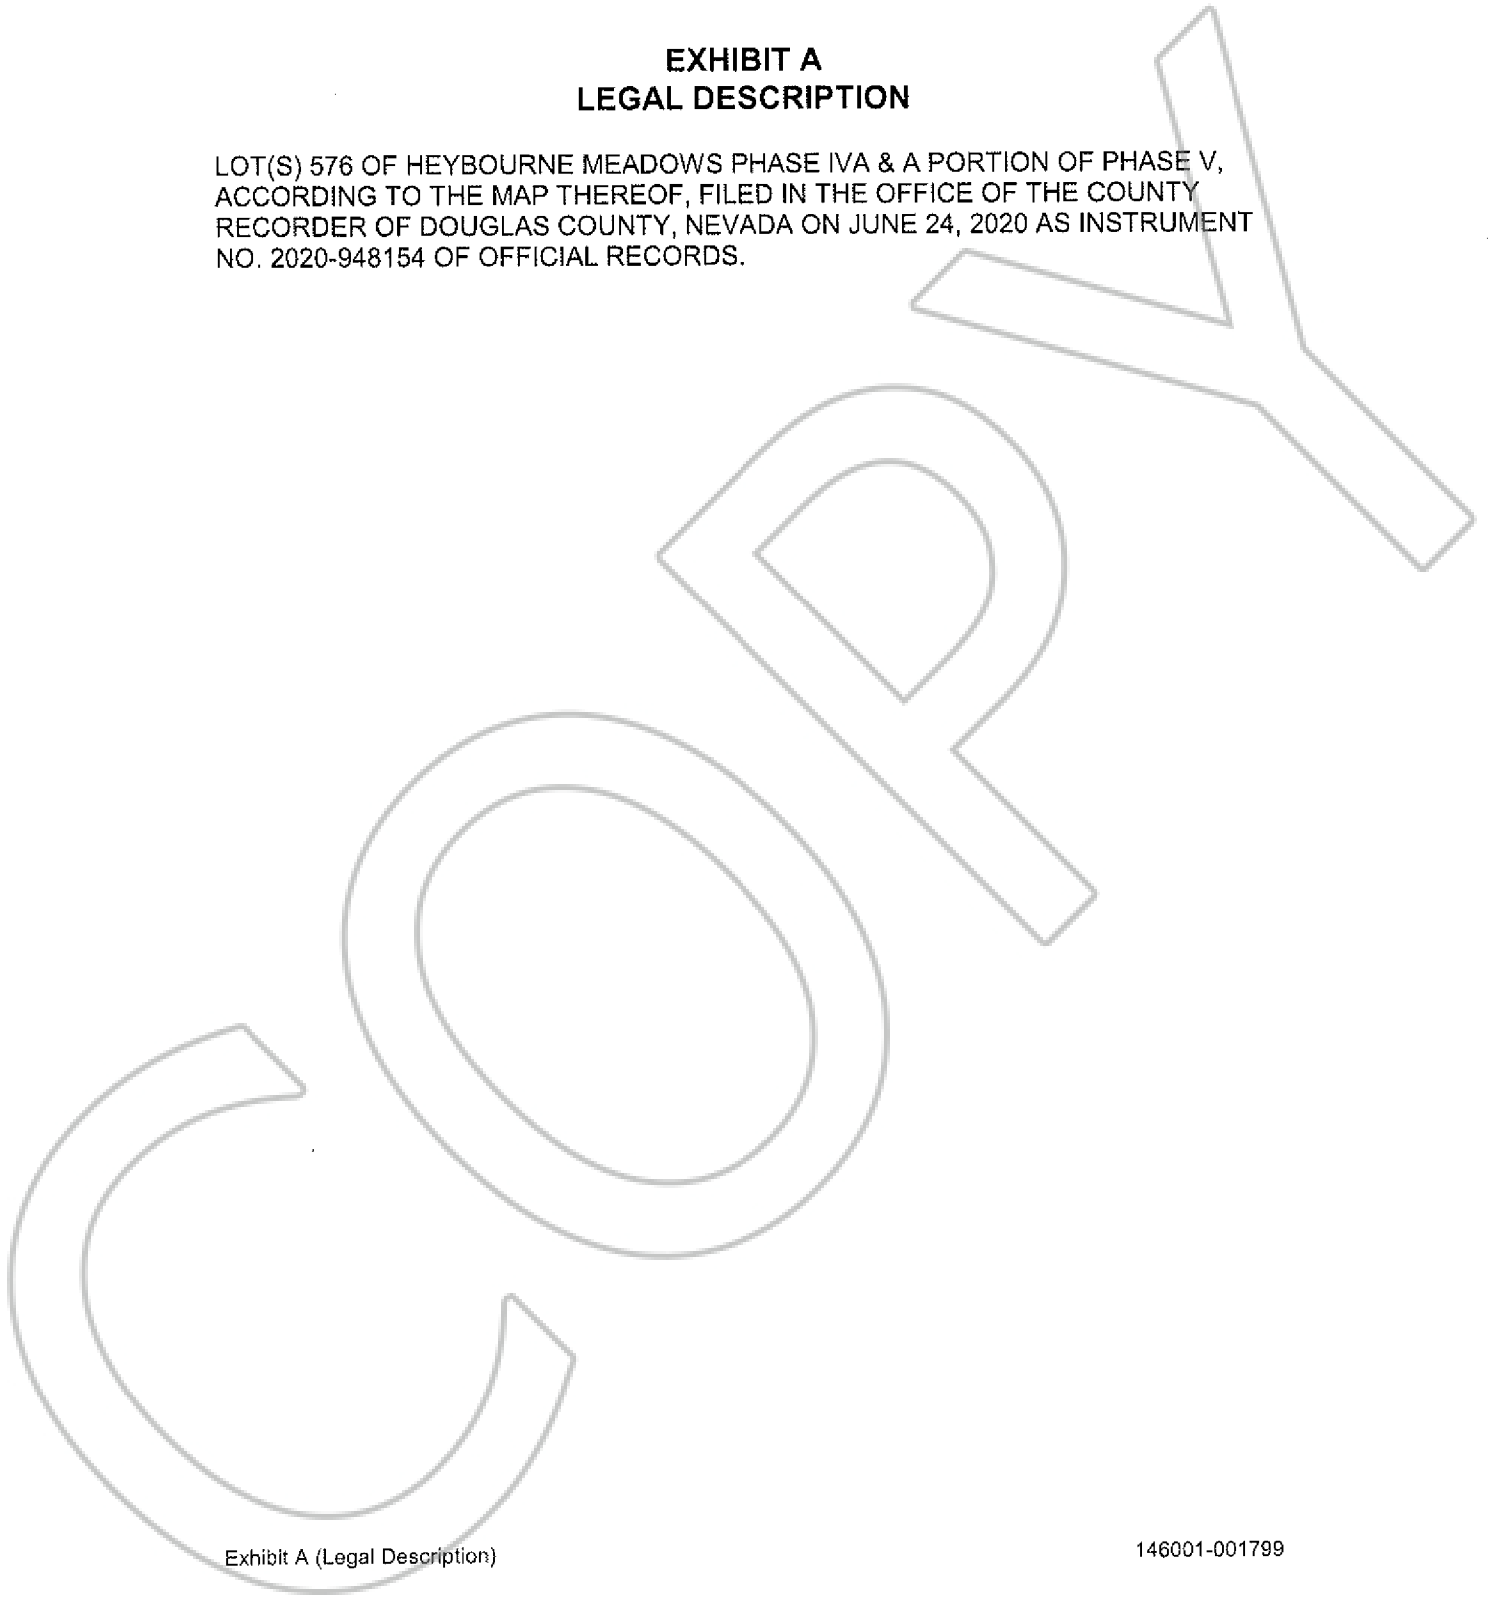 EXHIBIT A
LEGAL DESCRIPTION
LOT(S) 576 OF HEYBOURNE MEADOWS PHASE IVA & A PORTION OF PHASE V,
ACCORDING TO THE MAP THEREOF, FILED IN THE OFFICE OF THE COUNTY
RECORDER OF DOUGLAS COUNTY, NEVADA ON JUNE 24, 2020 AS INSTRUMENT
NO. 2020-948154 OF OFFICIAL RECORDS.
COPY
Exhibit A (Legal Description)
146001-001799